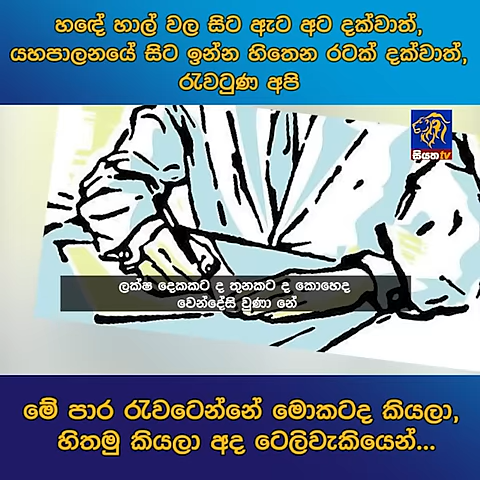 හඳේ හාල් වල සිට ඇට අට දක්වාත්,
යහපාලනයේ සිට ඉන්න හිතෙන රටක් දක්වාත්,
රැවටුණ අපි
සියත tv
ලක්ෂ දෙකකට ද තුනකට ද කොහෙද
වෙන්දේසි වුණා නේ
මේ පාර රැවටෙන්නේ මොකටද කියලා,
හිතමු කියලා අද ටෙලිවැකියෙන්...